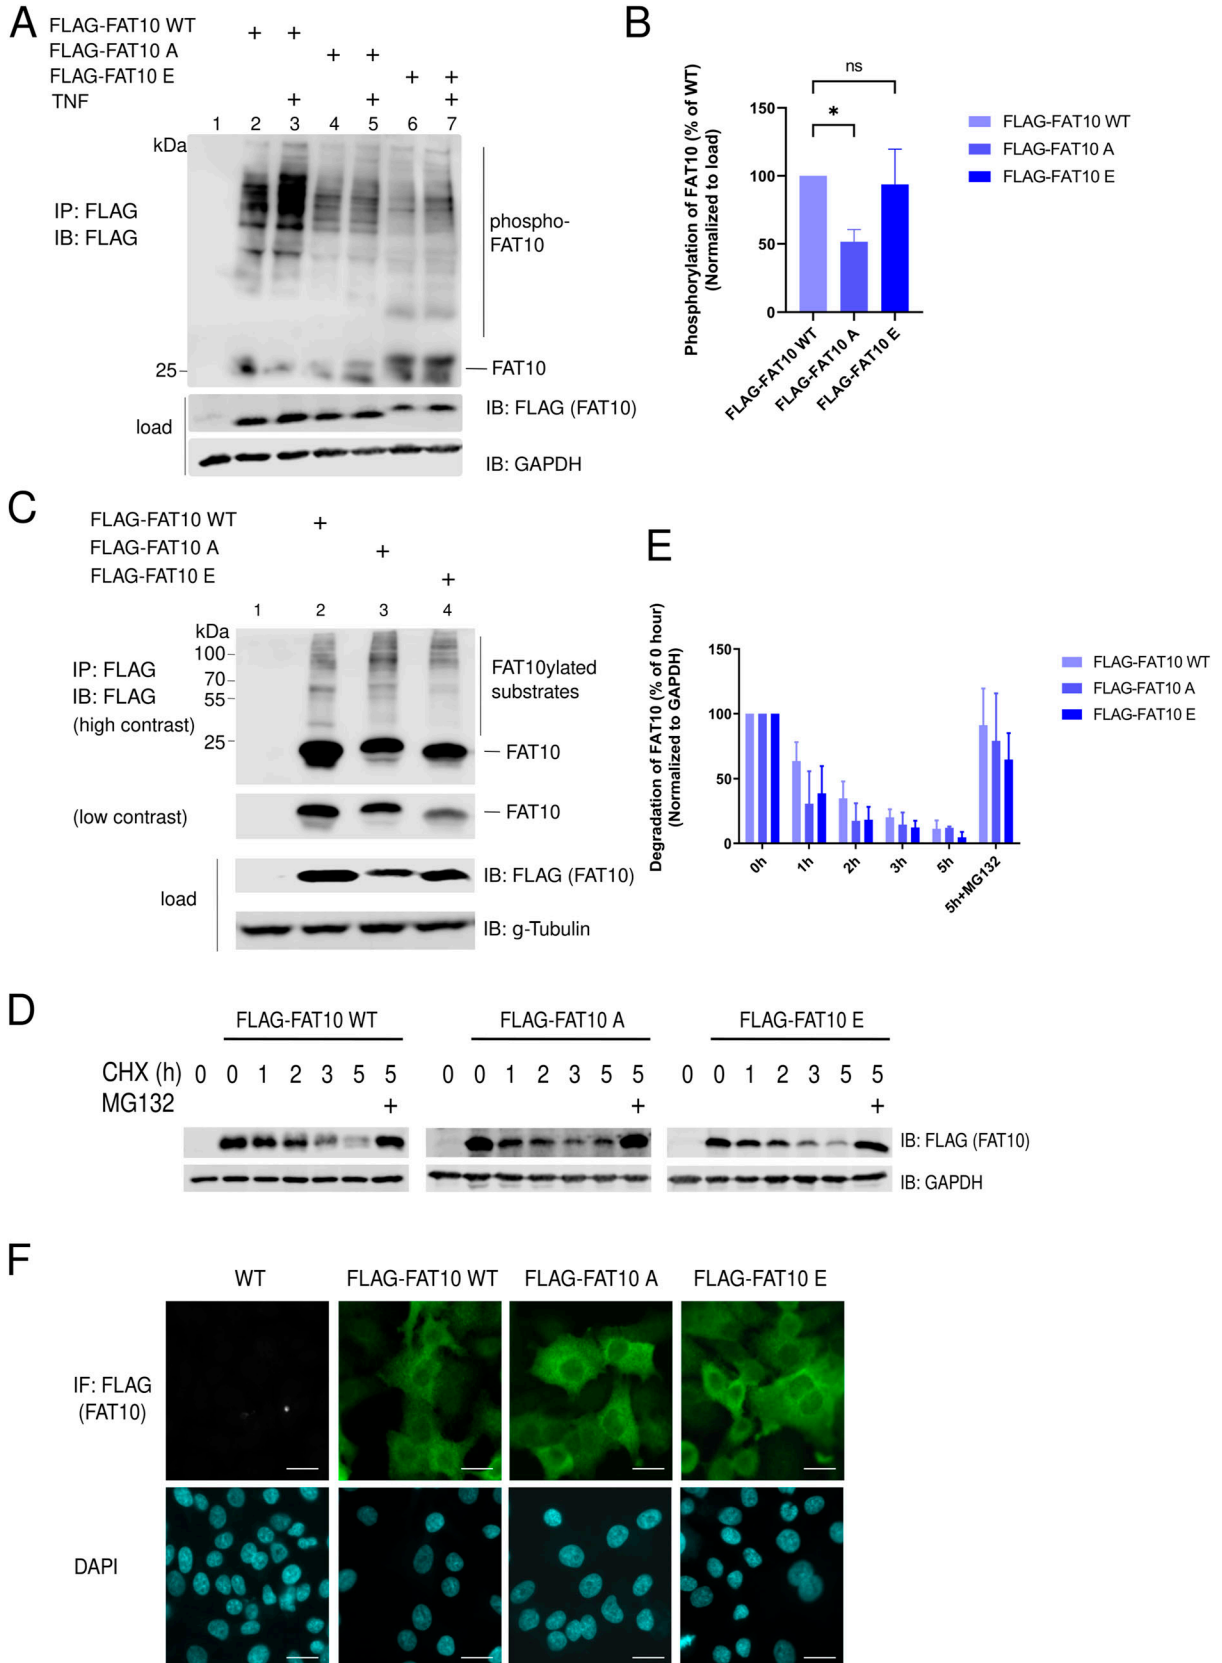 A
FLAG-FAT10 WT + +
FLAG-FAT10 A + +
FLAG-FAT10 E + +
TNF + + +
1 2 3 4 5 6 7
kDa
IP: FLAG
IB: FLAG
phospho-
FAT10
25
FAT10
load
IB: FLAG (FAT10)
IB: GAPDH
B
Phosphorylation of FAT10 (% of WT)
(Normalized to load)
150
100
50
0
ns
*
FLAG-FAT10 WT
FLAG-FAT10 A
FLAG-FAT10 E
FLAG-FAT10 WT
FLAG-FAT10 A
FLAG-FAT10 E
C
FLAG-FAT10 WT +
FLAG-FAT10 A +
FLAG-FAT10 E +
1 2 3 4
kDa
100
70
55
25
IP: FLAG
IB: FLAG
(high contrast)
FAT10ylated
substrates
FAT10
(low contrast)
FAT10
load
IB: FLAG (FAT10)
IB: g-Tubulin
E
Degradation of FAT10 (% of 0 hour)
(Normalized to GAPDH)
150
100
50
0
0h
1h
2h
3h
5h
5h+MG132
FLAG-FAT10 WT
FLAG-FAT10 A
FLAG-FAT10 E
D
FLAG-FAT10 WT FLAG-FAT10 A FLAG-FAT10 E
CHX (h) 0 0 1 2 3 5 5 0 0 1 2 3 5 5 0 0 1 2 3 5 5
MG132 + + +
IB: FLAG (FAT10)
IB: GAPDH
F
WT FLAG-FAT10 WT FLAG-FAT10 A FLAG-FAT10 E
IF: FLAG
(FAT10)
DAPI